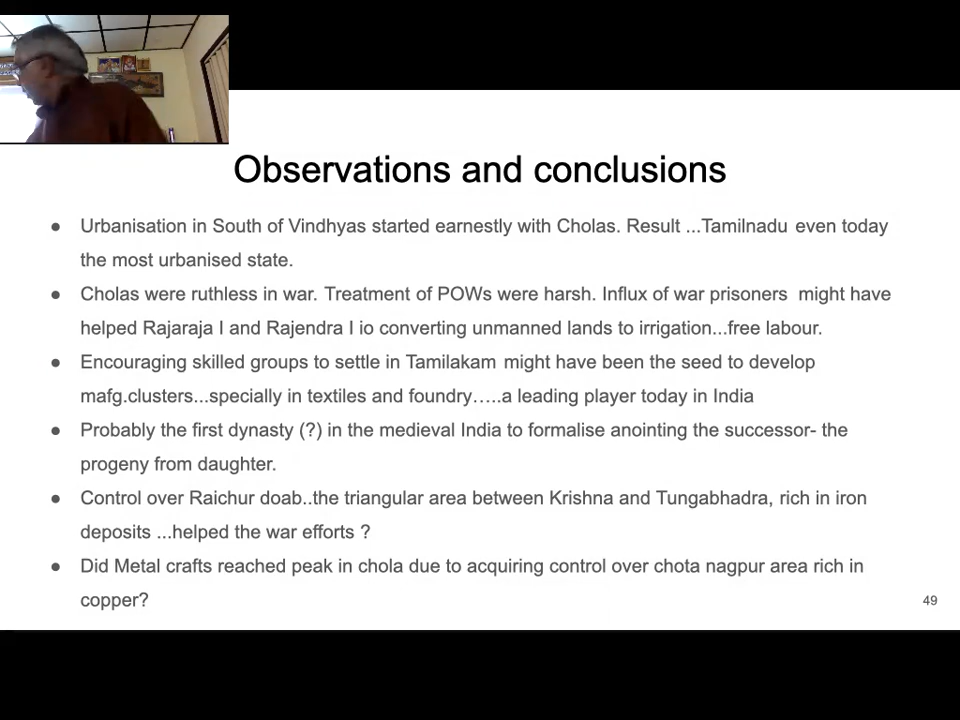 Observations and conclusions
● Urbanisation in South of Vindhyas started earnestly with Cholas. Result ...Tamilnadu even today
the most urbanised state.
● Cholas were ruthless in war. Treatment of POWs were harsh. Influx of war prisoners might have
helped Rajaraja I and Rajendra I io converting unmanned lands to irrigation...free labour.
● Encouraging skilled groups to settle in Tamilakam might have been the seed to develop
mafg.clusters...specially in textiles and foundry…..a leading player today in India
● Probably the first dynasty (?) in the medieval India to formalise anointing the successor- the
progeny from daughter.
● Control over Raichur doab..the triangular area between Krishna and Tungabhadra, rich in iron
deposits ...helped the war efforts ?
● Did Metal crafts reached peak in chola due to acquiring control over chota nagpur area rich in
copper?
49